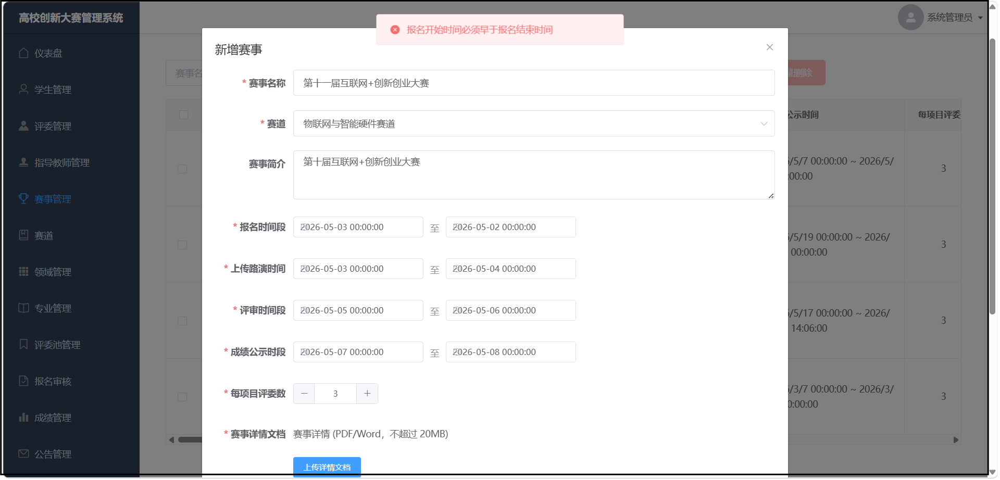 高校创新大赛管理系统
系统管理员
报名开始时间必须早于报名结束时间
新增赛事
仪表盘
学生管理
评委管理
指导教师管理
赛事管理
赛道
领域管理
专业管理
评委池管理
报名审核
成绩管理
公告管理
赛事名
量删除
公示时间
每项目评委
/5/7 00:00:00 ~ 2026/5/
:00:00
3
/5/19 00:00:00 ~ 2026/
00:00:00
3
/5/17 00:00:00 ~ 2026/
14:06:00
3
/3/7 00:00:00 ~ 2026/3/
0:00:00
3
* 赛事名称 第十一届互联网+创新创业大赛
* 赛道 物联网与智能硬件赛道
赛事简介 第十届互联网+创新创业大赛
* 报名时间段 2026-05-03 00:00:00 至 2026-05-02 00:00:00
* 上传路演时间 2026-05-03 00:00:00 至 2026-05-04 00:00:00
* 评审时间段 2026-05-05 00:00:00 至 2026-05-06 00:00:00
* 成绩公示时段 2026-05-07 00:00:00 至 2026-05-08 00:00:00
* 每项目评委数 3
* 赛事详情文档 赛事详情 (PDF/Word，不超过 20MB)
上传详情文档